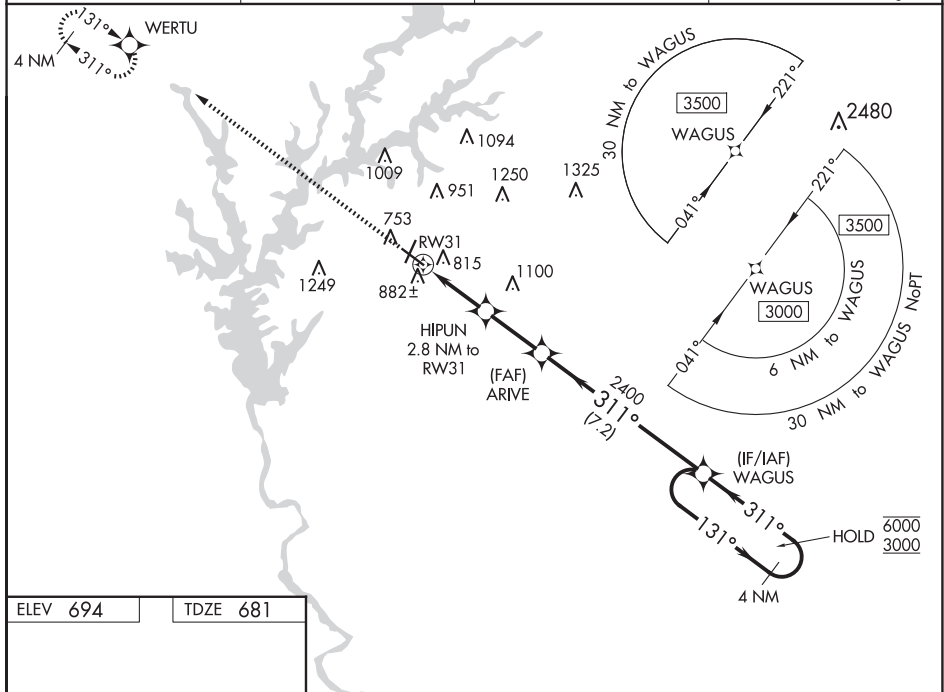 131°
WERTU
4 NM
311°
30 NM to WAGUS
221°
3500
WAGUS
041°
2480
1094
1009
951
1250
1325
753
RW31
815
1249
882±
1100
221°
3500
WAGUS
3000
041°
6 NM to WAGUS
30 NM to WAGUS NoPT
HIPUN
2.8 NM to
RW31
(FAF)
ARIVE
2400
311°
(7.2)
(IF/IAF)
WAGUS
311°
131°
HOLD
6000
3000
4 NM
ELEV 694
TDZE 681